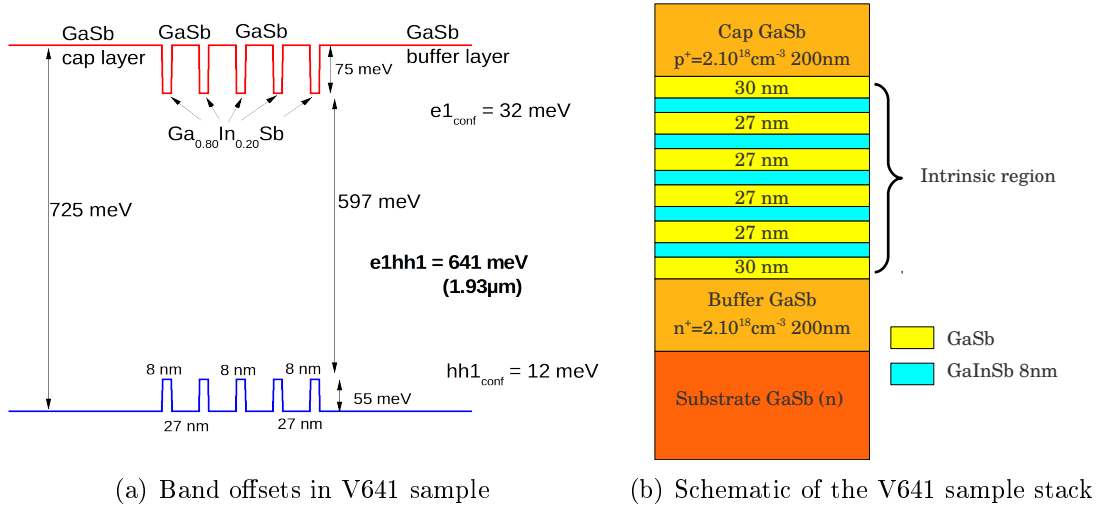 GaSb
cap layer
GaSb
GaSb
GaSb
buffer layer
75 meV
e1conf = 32 meV
Ga0.80In0.20Sb
725 meV
597 meV
e1hh1 = 641 meV
(1.93µm)
8 nm
8 nm
8 nm
hh1conf = 12 meV
55 meV
27 nm
27 nm
(a) Band offsets in V641 sample
Cap GaSb
p+=2.10^18cm^-3 200nm
30 nm
27 nm
27 nm
27 nm
27 nm
30 nm
Intrinsic region
Buffer GaSb
n+=2.10^18cm^-3 200nm
GaSb
GaInSb 8nm
Substrate GaSb (n)
(b) Schematic of the V641 sample stack